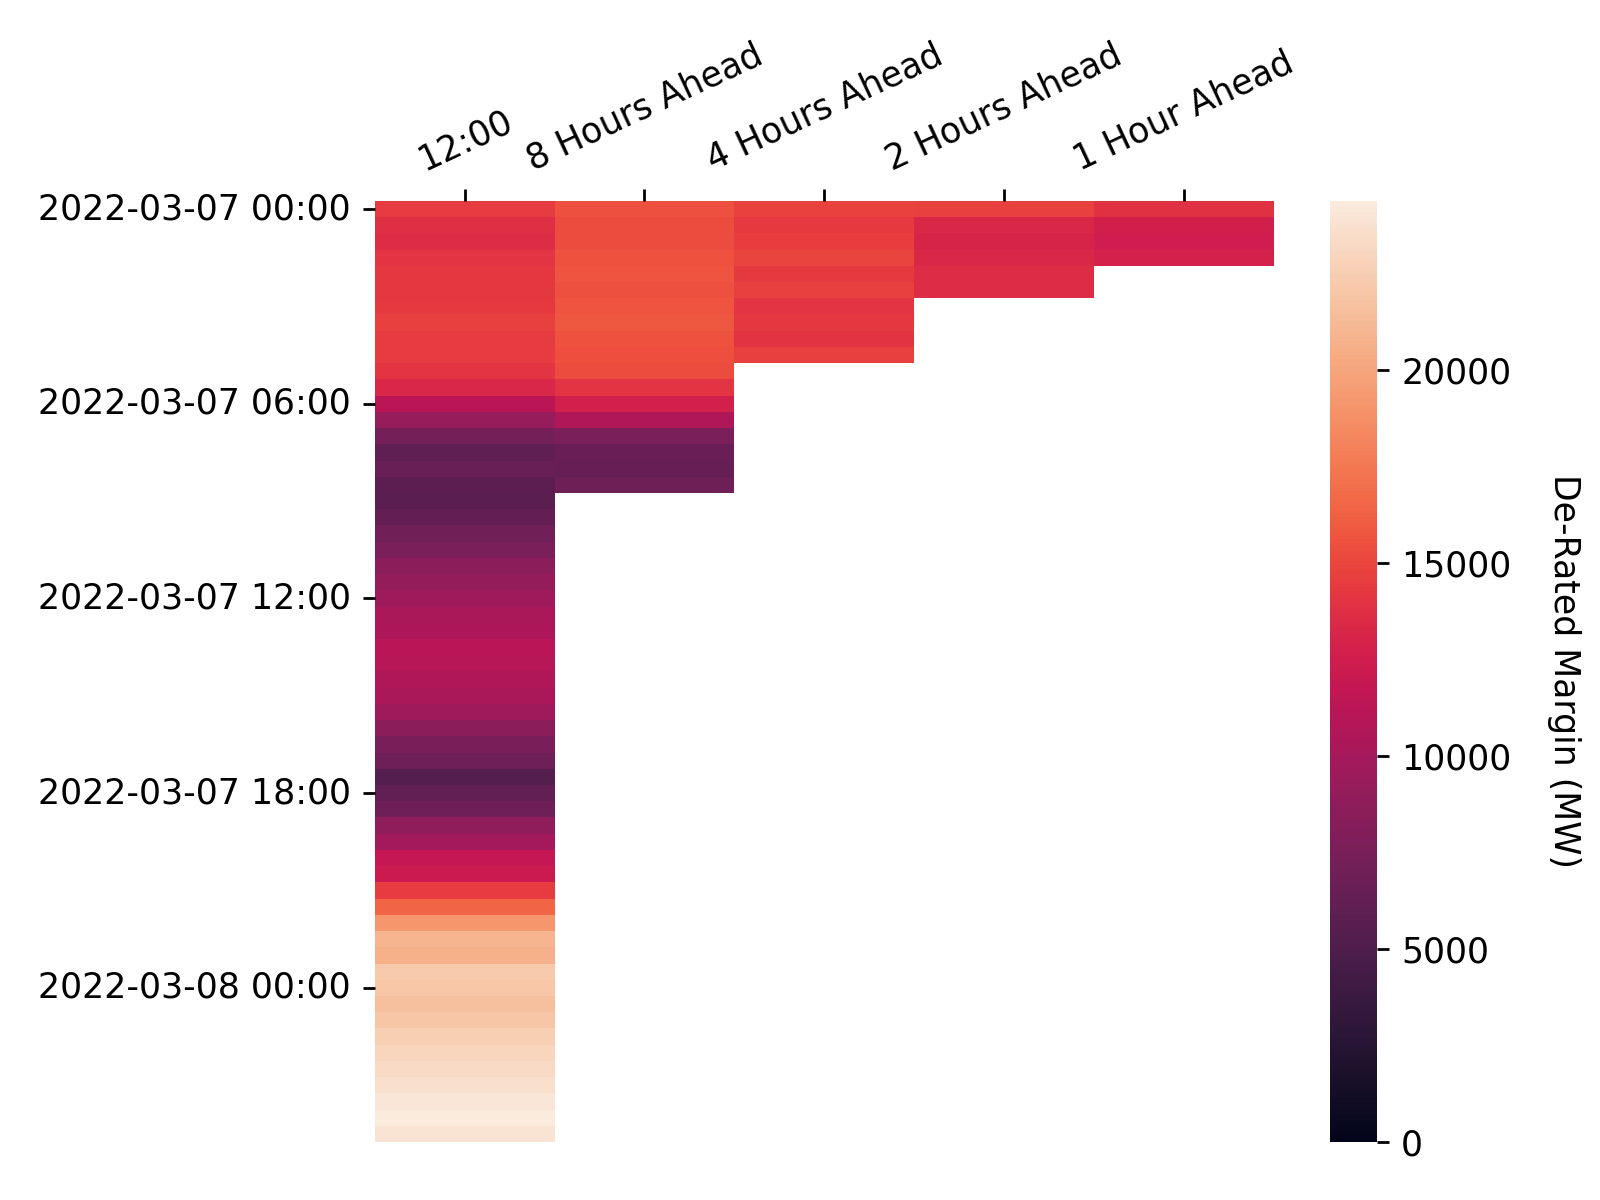 12:00
8 Hours Ahead
4 Hours Ahead
2 Hours Ahead
1 Hour Ahead
2022-03-07 00:00
2022-03-07 06:00
2022-03-07 12:00
2022-03-07 18:00
2022-03-08 00:00
20000
15000
10000
5000
0
De-Rated Margin (MW)